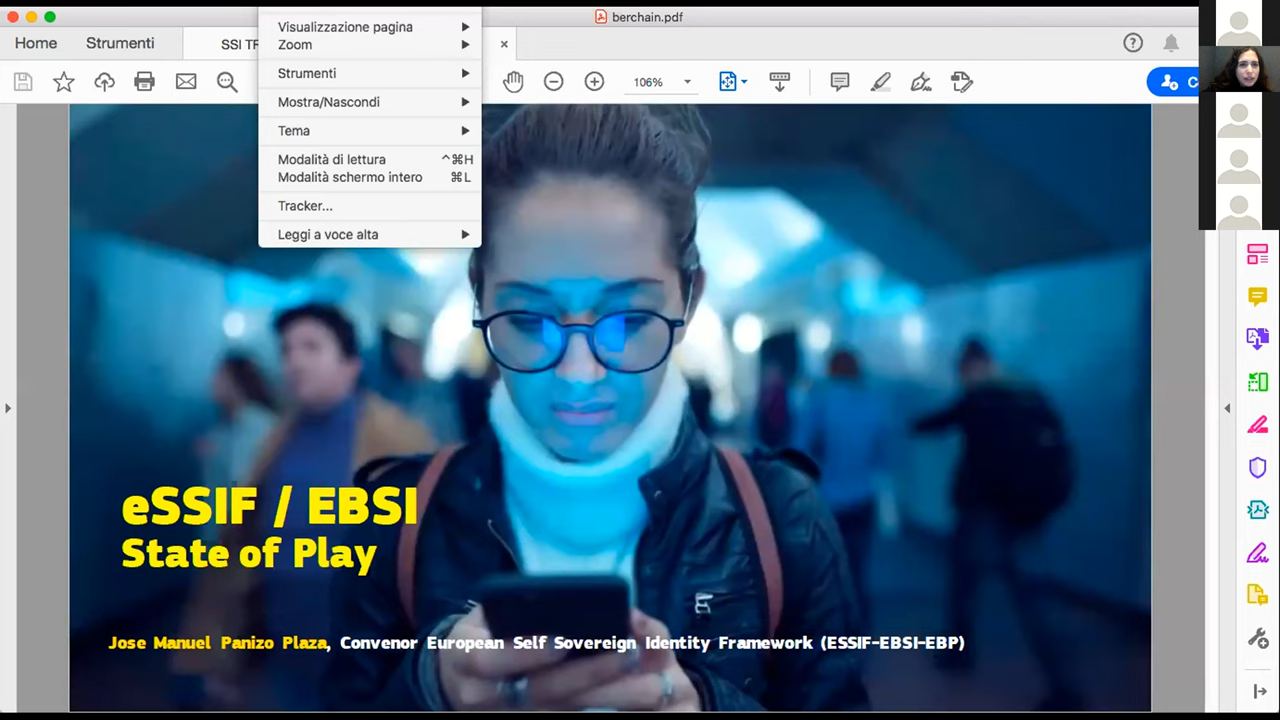 berchain.pdf
Home
Strumenti
SSI TR
106%
C
Visualizzazione pagina
Zoom
Strumenti
Mostra/Nascondi
Tema
Modalità di lettura ^⌘H
Modalità schermo intero ⌘L
Tracker...
Leggi a voce alta
eSSIF / EBSI
State of Play
Jose Manuel Panizo Plaza, Convenor European Self Sovereign Identity Framework (ESSIF-EBSI-EBP)